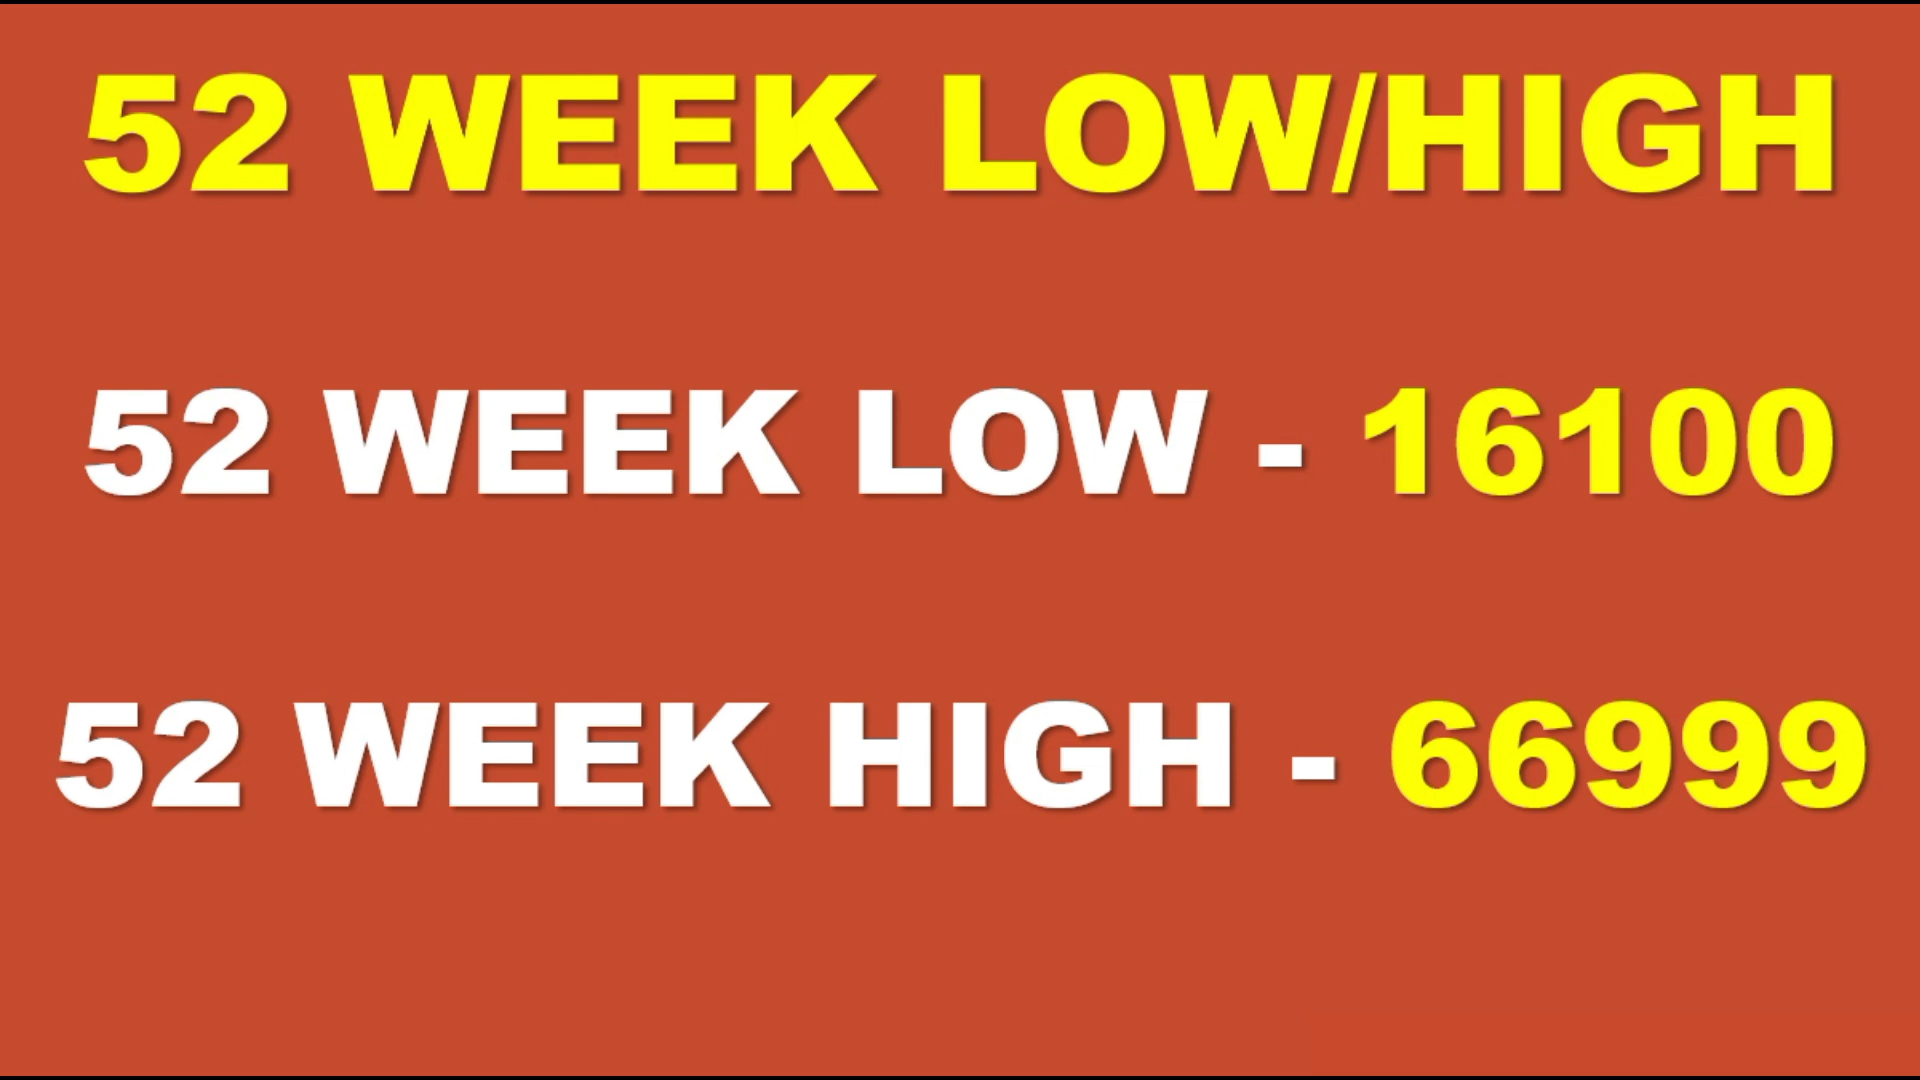 52 WEEK LOW/HIGH
52 WEEK LOW - 16100
52 WEEK HIGH - 66999